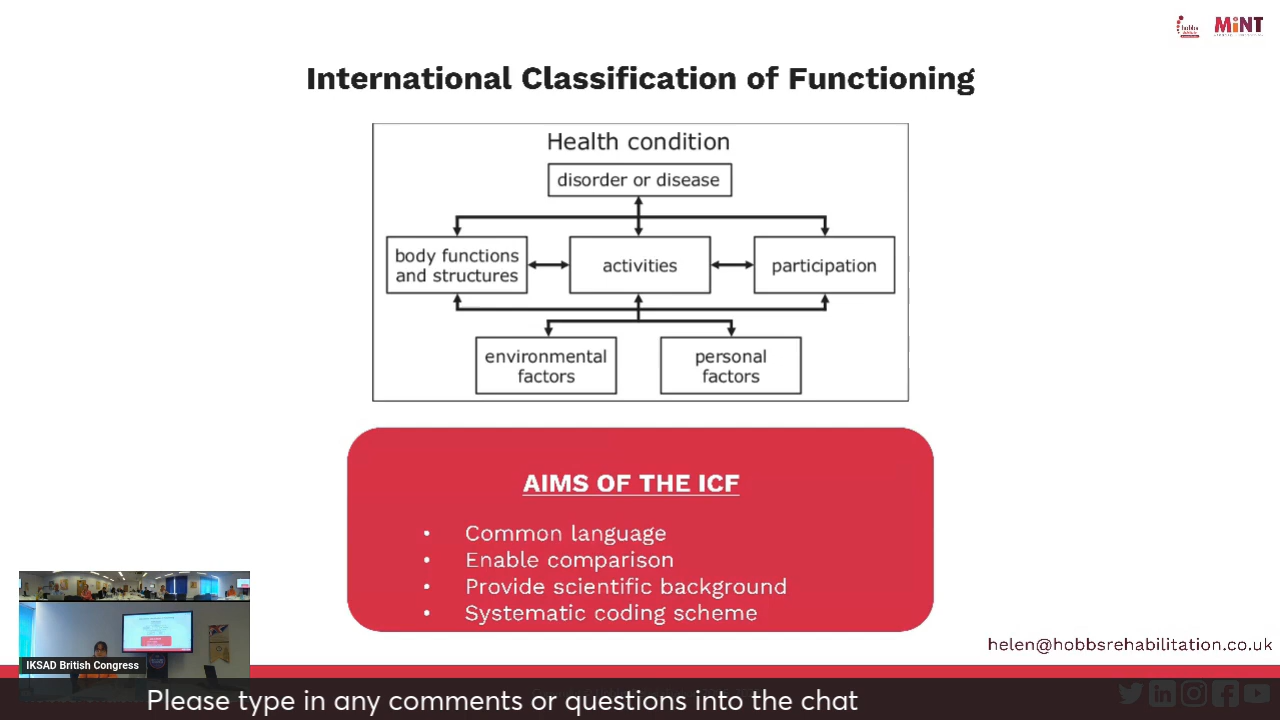 hobbs
MiNT
International Classification of Functioning
Health condition
disorder or disease
body functions
and structures
activities
participation
environmental
factors
personal
factors
AIMS OF THE ICF
• Common language
• Enable comparison
• Provide scientific background
• Systematic coding scheme
helen@hobbsrehabilitation.co.uk
IKSAD British Congress
Please type in any comments or questions into the chat